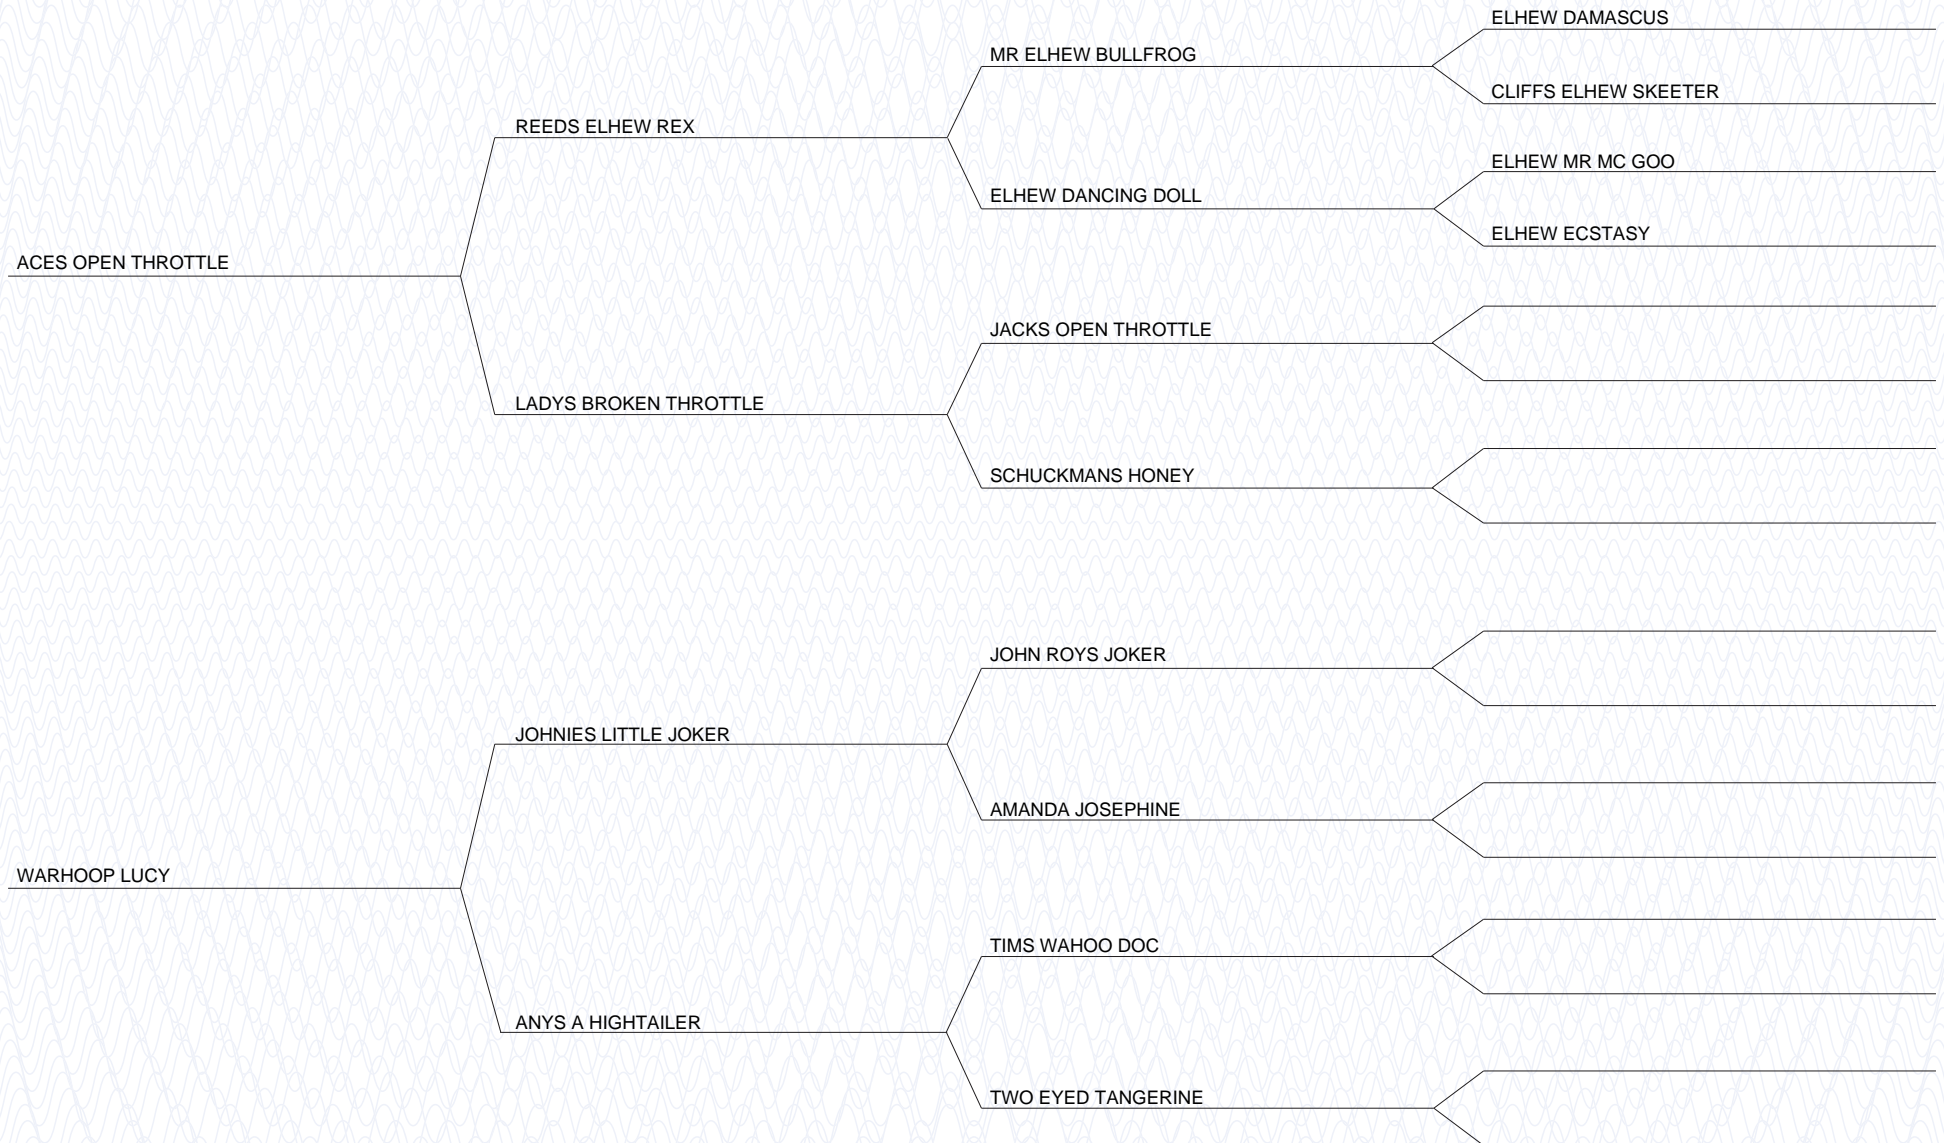 ELHEW DAMASCUS
MR ELHEW BULLFROG
CLIFFS ELHEW SKEETER
REEDS ELHEW REX
ELHEW MR MC GOO
ELHEW DANCING DOLL
ELHEW ECSTASY
ACES OPEN THROTTLE
JACKS OPEN THROTTLE
LADYS BROKEN THROTTLE
SCHUCKMANS HONEY
JOHN ROYS JOKER
JOHNIES LITTLE JOKER
AMANDA JOSEPHINE
WARHOOP LUCY
TIMS WAHOO DOC
ANYS A HIGHTAILER
TWO EYED TANGERINE